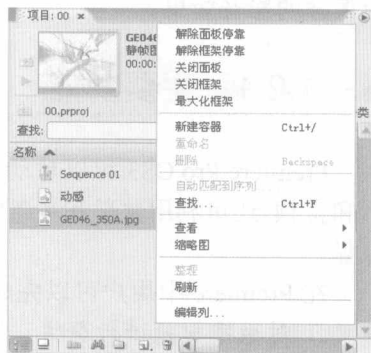 项目: 00 ×
GE046
静帧图
00:00:
00.prproj
查找:
名称
Sequence 01
动感
GE046_350A.jpg
类
解除面板停靠
解除框架停靠
关闭面板
关闭框架
最大化框架
新建容器 Ctrl+/
重命名
删除 Backspace
自动匹配到序列
查找... Ctrl+F
查看
缩略图
整理
刷新
编辑列...